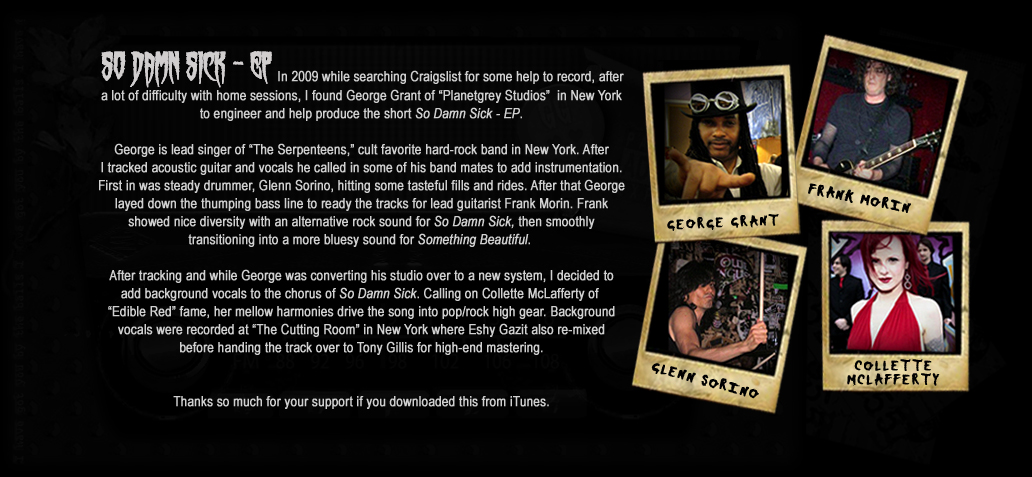 SO DAMN SICK - EP In 2009 while searching Craigslist for some help to record, after
a lot of difficulty with home sessions, I found George Grant of “Planetgrey Studios” in New York
to engineer and help produce the short So Damn Sick - EP.
George is lead singer of “The Serpenteens,” cult favorite hard-rock band in New York. After
I tracked acoustic guitar and vocals he called in some of his band mates to add instrumentation.
First in was steady drummer, Glenn Sorino, hitting some tasteful fills and rides. After that George
layed down the thumping bass line to ready the tracks for lead guitarist Frank Morin. Frank
showed nice diversity with an alternative rock sound for So Damn Sick, then smoothly
transitioning into a more bluesy sound for Something Beautiful.
After tracking and while George was converting his studio over to a new system, I decided to
add background vocals to the chorus of So Damn Sick. Calling on Collette McLafferty of
“Edible Red” fame, her mellow harmonies drive the song into pop/rock high gear. Background
vocals were recorded at “The Cutting Room” in New York where Eshy Gazit also re-mixed
before handing the track over to Tony Gillis for high-end mastering.
Thanks so much for your support if you downloaded this from iTunes.
GEORGE GRANT
FRANK MORIN
GLENN SORINO
COLLETTE
MCLAFFERTY